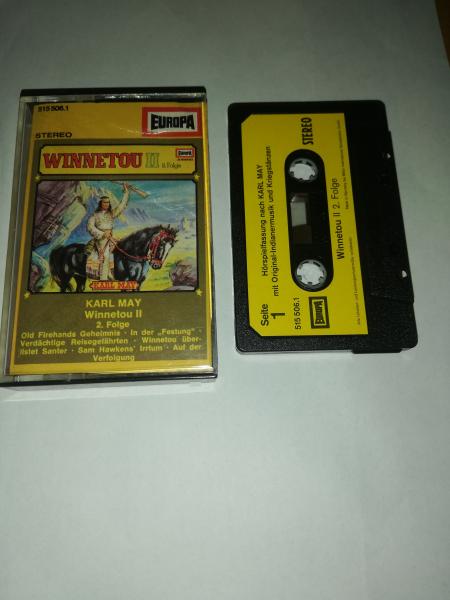 515 506.1
EUROPA
STEREO
WINNETOU II
2. Folge
EUROPA
KARL MAY
KARL MAY
Winnetou II
2. Folge
Old Firehands Geheimnis · In der „Festung" ·
Verdächtige Reisegefährten · Winnetou über-
listet Santer · Sam Hawkens' Irrtum · Auf der
Verfolgung
Seite
1
515 506.1
Hörspielfassung nach KARL MAY
mit Original-Indianermusik und Kriegstänzen
STEREO
EUROPA
Winnetou II 2. Folge